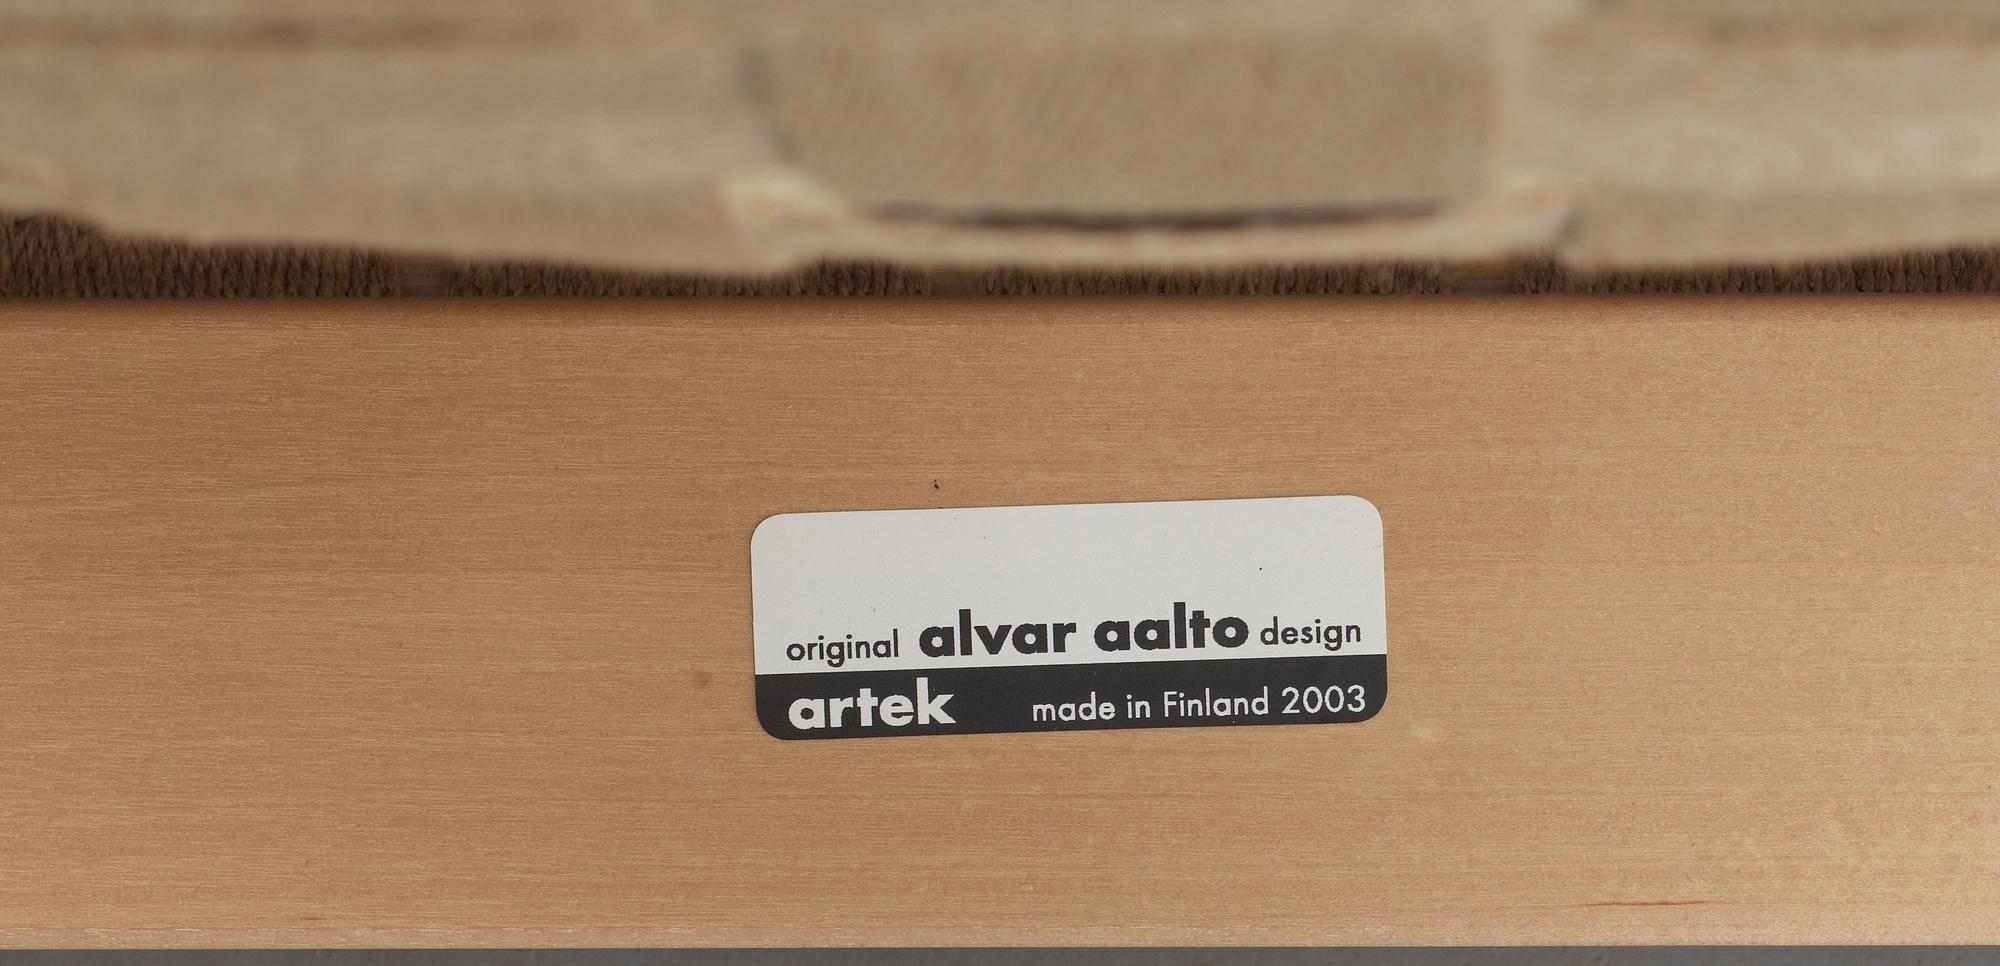 original alvar aalto design
artek made in Finland 2003